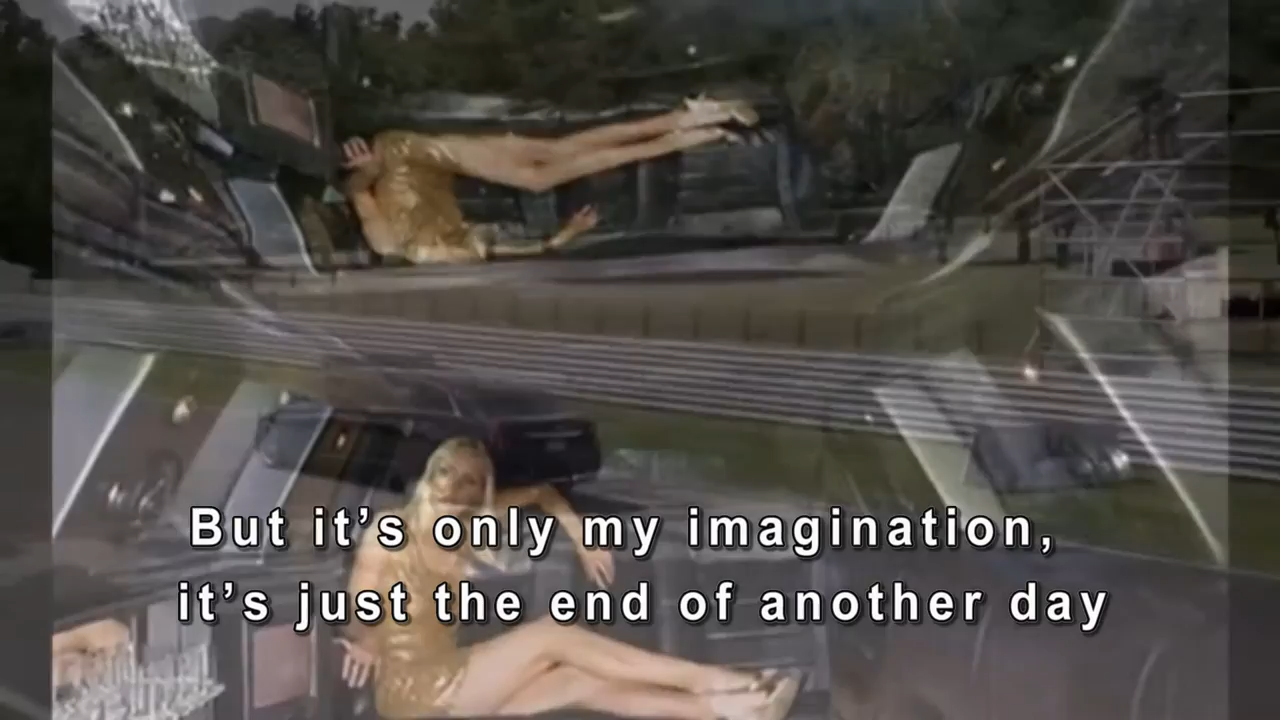 But it’s only my imagination,
it’s just the end of another day